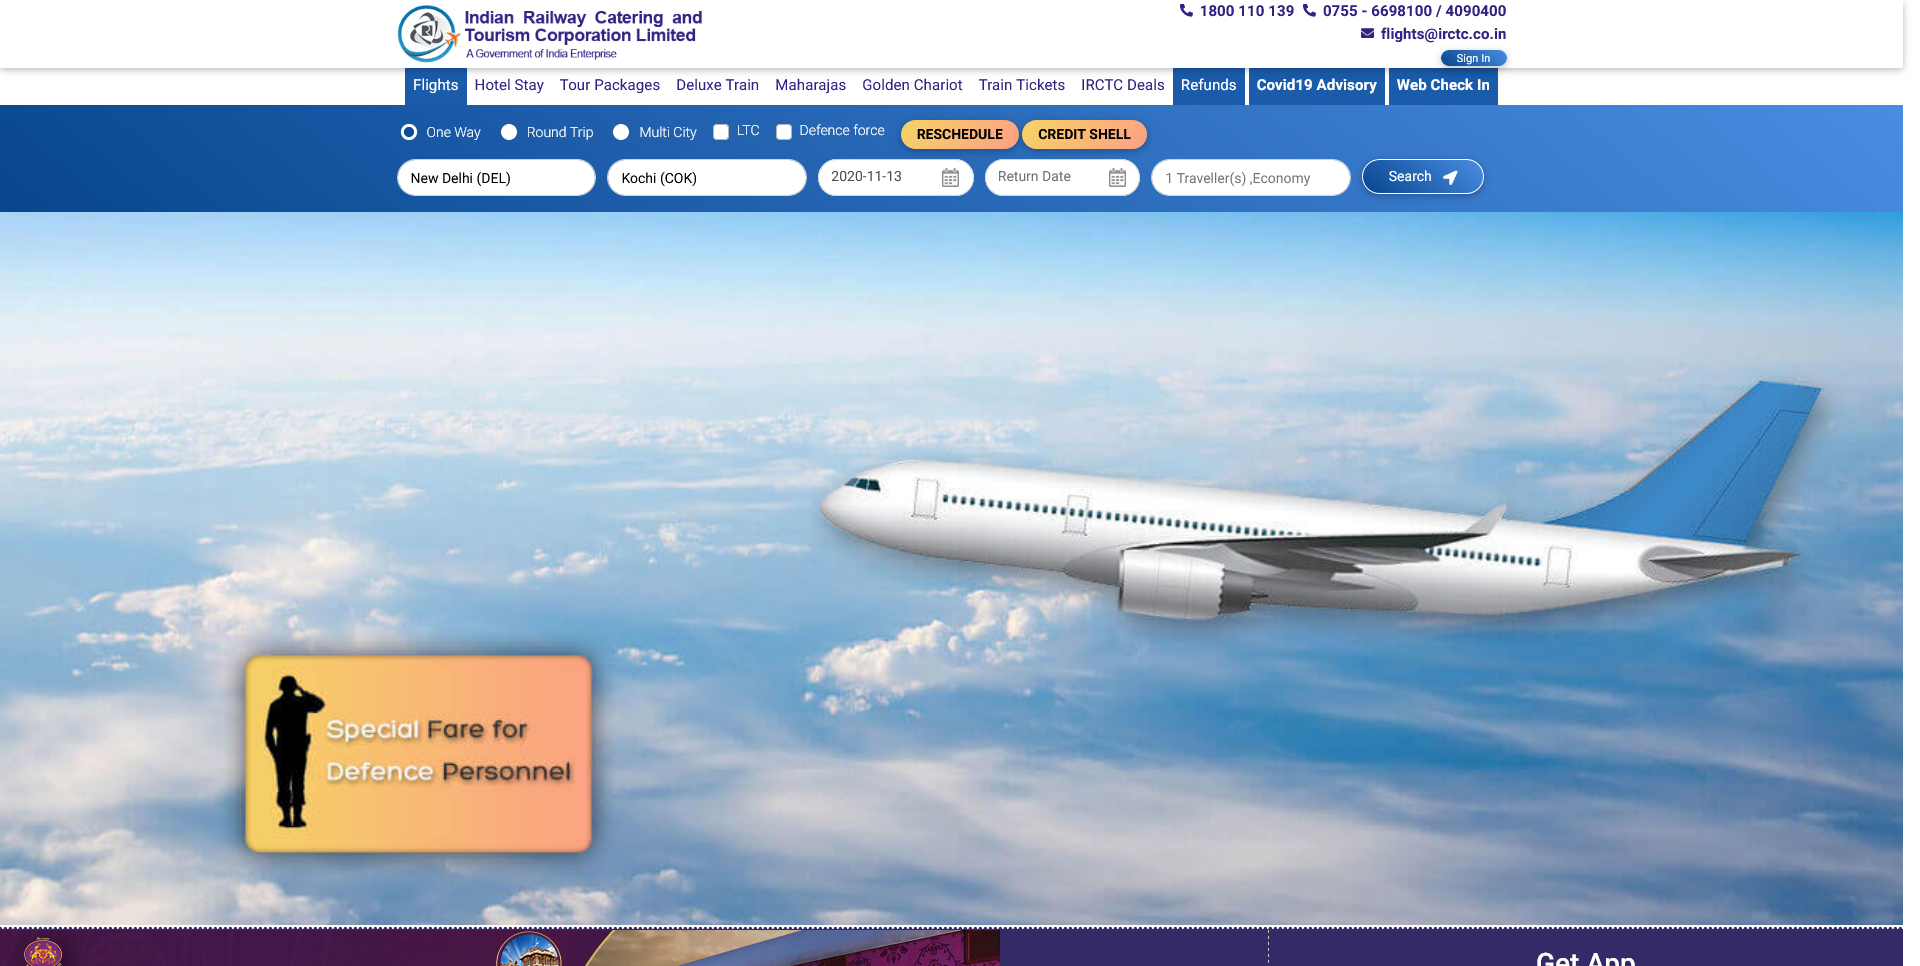 Indian Railway Catering and
Tourism Corporation Limited
A Government of India Enterprise
1800 110 139 0755 - 6698100 / 4090400
flights@irctc.co.in
Sign In
Flights Hotel Stay Tour Packages Deluxe Train Maharajas Golden Chariot Train Tickets IRCTC Deals Refunds Covid19 Advisory Web Check In
One Way Round Trip Multi City LTC Defence force RESCHEDULE CREDIT SHELL
New Delhi (DEL) Kochi (COK) 2020-11-13 Return Date 1 Traveller(s) ,Economy Search
Special Fare for
Defence Personnel
Get App